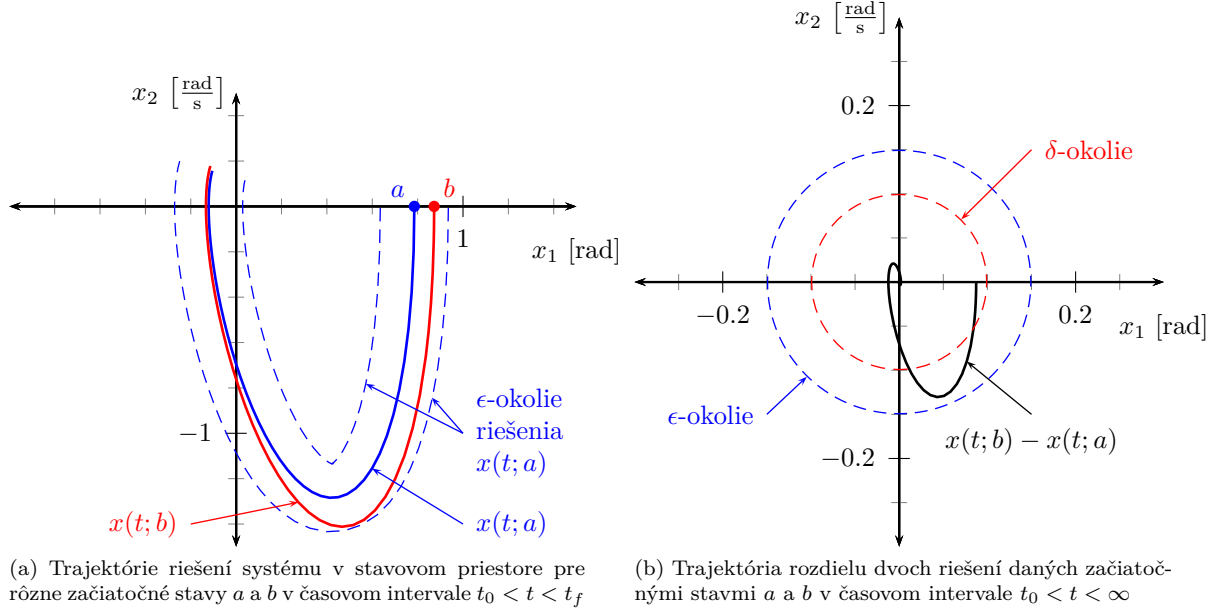 x₂ [rad/s]
a
b
1
x₁ [rad]
−1
ϵ-okolie
riešenia
x(t; a)
x(t; b)
x(t; a)
(a) Trajektórie riešení systému v stavovom priestore pre
rôzne začiatočné stavy a a b v časovom intervale t₀ < t < t_f
x₂ [rad/s]
0.2
δ-okolie
−0.2
0.2
x₁ [rad]
ϵ-okolie
x(t; b) − x(t; a)
−0.2
(b) Trajektória rozdielu dvoch riešení daných začiatoč-
nými stavmi a a b v časovom intervale t₀ < t < ∞